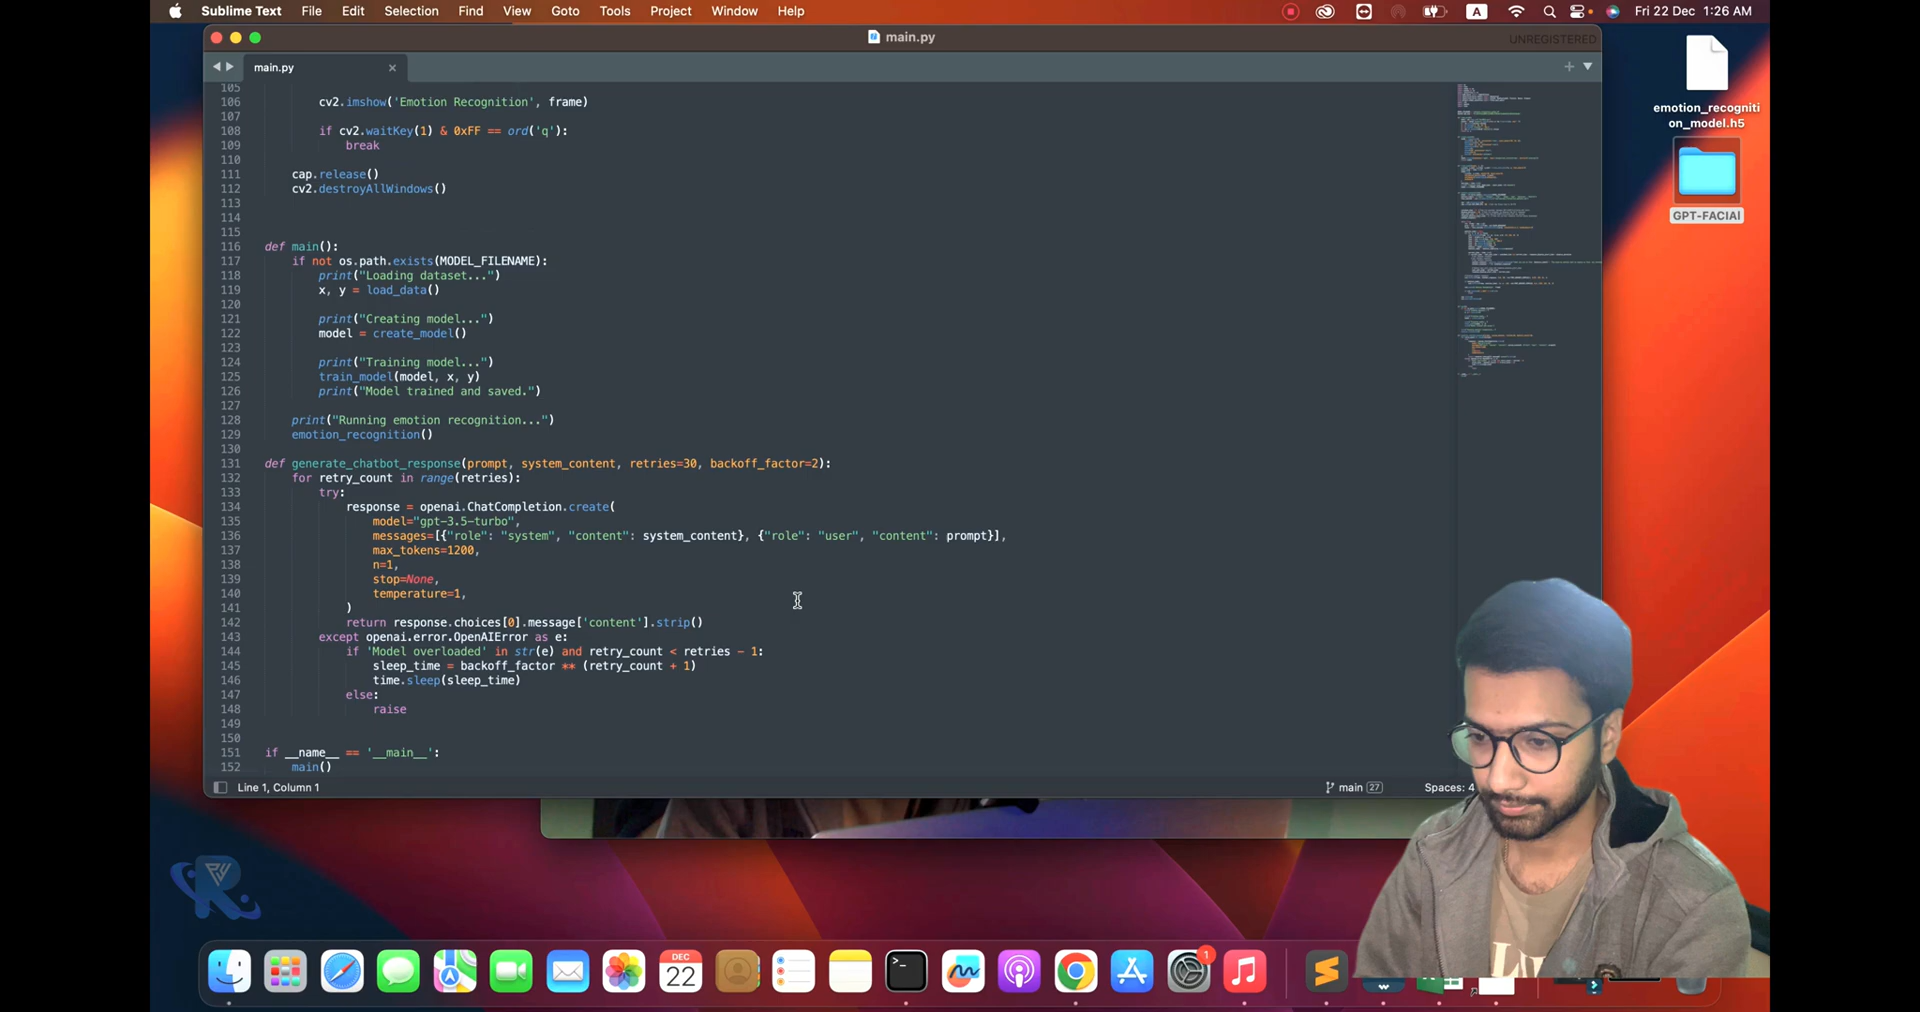 Sublime Text File Edit Selection Find View Goto Tools Project Window Help
A
Fri 22 Dec 1:26 AM
main.py
UNREGISTERED
main.py
105
106 cv2.imshow('Emotion Recognition', frame)
107
108 if cv2.waitKey(1) & 0xFF == ord('q'):
109 break
110
111 cap.release()
112 cv2.destroyAllWindows()
113
114
115
116 def main():
117 if not os.path.exists(MODEL_FILENAME):
118 print("Loading dataset...")
119 x, y = load_data()
120
121 print("Creating model...")
122 model = create_model()
123
124 print("Training model...")
125 train_model(model, x, y)
126 print("Model trained and saved.")
127
128 print("Running emotion recognition...")
129 emotion_recognition()
130
131 def generate_chatbot_response(prompt, system_content, retries=30, backoff_factor=2):
132 for retry_count in range(retries):
133 try:
134 response = openai.ChatCompletion.create(
135 model="gpt-3.5-turbo",
136 messages=[{"role": "system", "content": system_content}, {"role": "user", "content": prompt}],
137 max_tokens=1200,
138 n=1,
139 stop=None,
140 temperature=1,
141 )
142 return response.choices[0].message['content'].strip()
143 except openai.error.OpenAIError as e:
144 if 'Model overloaded' in str(e) and retry_count < retries - 1:
145 sleep_time = backoff_factor ** (retry_count + 1)
146 time.sleep(sleep_time)
147 else:
148 raise
149
150
151 if __name__ == '__main__':
152 main()
Line 1, Column 1
main 27
Spaces: 4
emotion_recogniti
on_model.h5
GPT-FACIAl
DEC
22
1